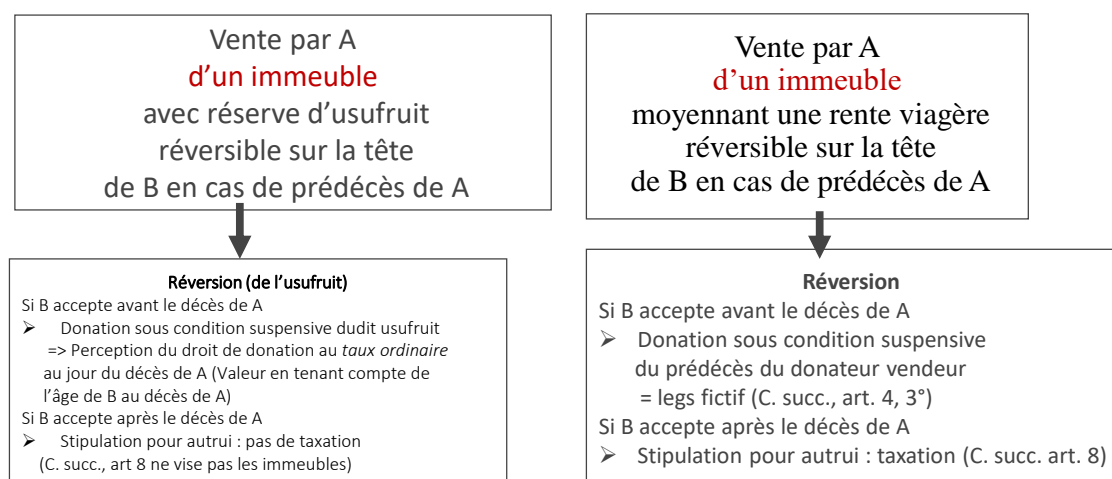 Vente par A
d’un immeuble
avec réserve d’usufruit
réversible sur la tête
de B en cas de prédécès de A
Réversion (de l’usufruit)
Si B accepte avant le décès de A
➢ Donation sous condition suspensive dudit usufruit
=> Perception du droit de donation au taux ordinaire
au jour du décès de A (Valeur en tenant compte de
l’âge de B au décès de A)
Si B accepte après le décès de A
➢ Stipulation pour autrui : pas de taxation
(C. succ., art 8 ne vise pas les immeubles)
Vente par A
d’un immeuble
moyennant une rente viagère
réversible sur la tête
de B en cas de prédécès de A
Réversion
Si B accepte avant le décès de A
➢ Donation sous condition suspensive
du prédécès du donateur vendeur
= legs fictif (C. succ., art. 4, 3°)
Si B accepte après le décès de A
➢ Stipulation pour autrui : taxation (C. succ. art. 8)